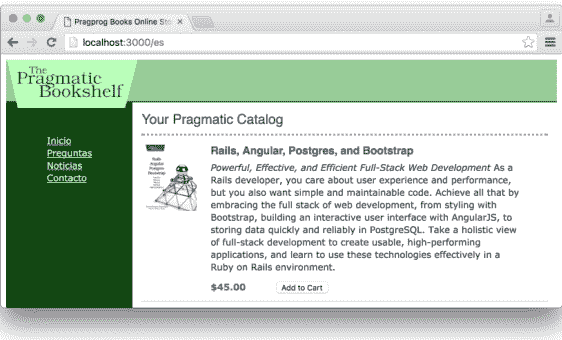 Pragprog Books Online Sto
localhost:3000/es
The
Pragmatic
Bookshelf
Inicio
Preguntas
Noticias
Contacto
Your Pragmatic Catalog
Rails, Angular, Postgres, and Bootstrap
Powerful, Effective, and Efficient Full-Stack Web Development As a
Rails developer, you care about user experience and performance,
but you also want simple and maintainable code. Achieve all that by
embracing the full stack of web development, from styling with
Bootstrap, building an interactive user interface with AngularJS, to
storing data quickly and reliably in PostgreSQL. Take a holistic view
of full-stack development to create usable, high-performing
applications, and learn to use these technologies effectively in a
Ruby on Rails environment.
$45.00 Add to Cart